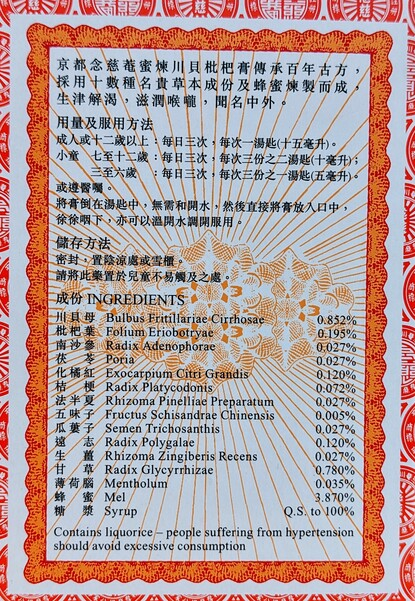 京都念慈菴蜜煉川貝枇杷膏傳承百年古方，
採用十數種名貴草本成份及蜂蜜煉製而成，
生津解渴，滋潤喉嚨，聞名中外。
用量及服用方法
成人或十二歲以上：每日三次，每次一湯匙(十五毫升)。
小童 七至十二歲：每日三次，每次三份之二湯匙(十毫升)；
三至六歲 ：每日三次，每次三份之一湯匙(五毫升)。
或遵醫囑。
將膏倒在湯匙中，無需和開水，然後直接將膏放入口中，
徐徐咽下，亦可以溫開水調開服用。
儲存方法
密封，置陰涼處或雪櫃。
請將此藥置於兒童不易觸及之處。
成份 INGREDIENTS
川貝母 Bulbus Fritillariae Cirrhosae 0.852%
枇杷葉 Folium Eriobotryae 0.195%
南沙參 Radix Adenophorae 0.027%
茯苓 Poria 0.027%
化橘紅 Exocarpium Citri Grandis 0.120%
桔梗 Radix Platycodonis 0.072%
法半夏 Rhizoma Pinelliae Preparatum 0.027%
五味子 Fructus Schisandrae Chinensis 0.005%
瓜蔞子 Semen Trichosanthis 0.027%
遠志 Radix Polygalae 0.120%
生薑 Rhizoma Zingiberis Recens 0.027%
甘草 Radix Glycyrrhizae 0.780%
薄荷腦 Mentholum 0.035%
蜂蜜 Mel 3.870%
糖漿 Syrup Q.S. to 100%
Contains liquorice – people suffering from hypertension
should avoid excessive consumption